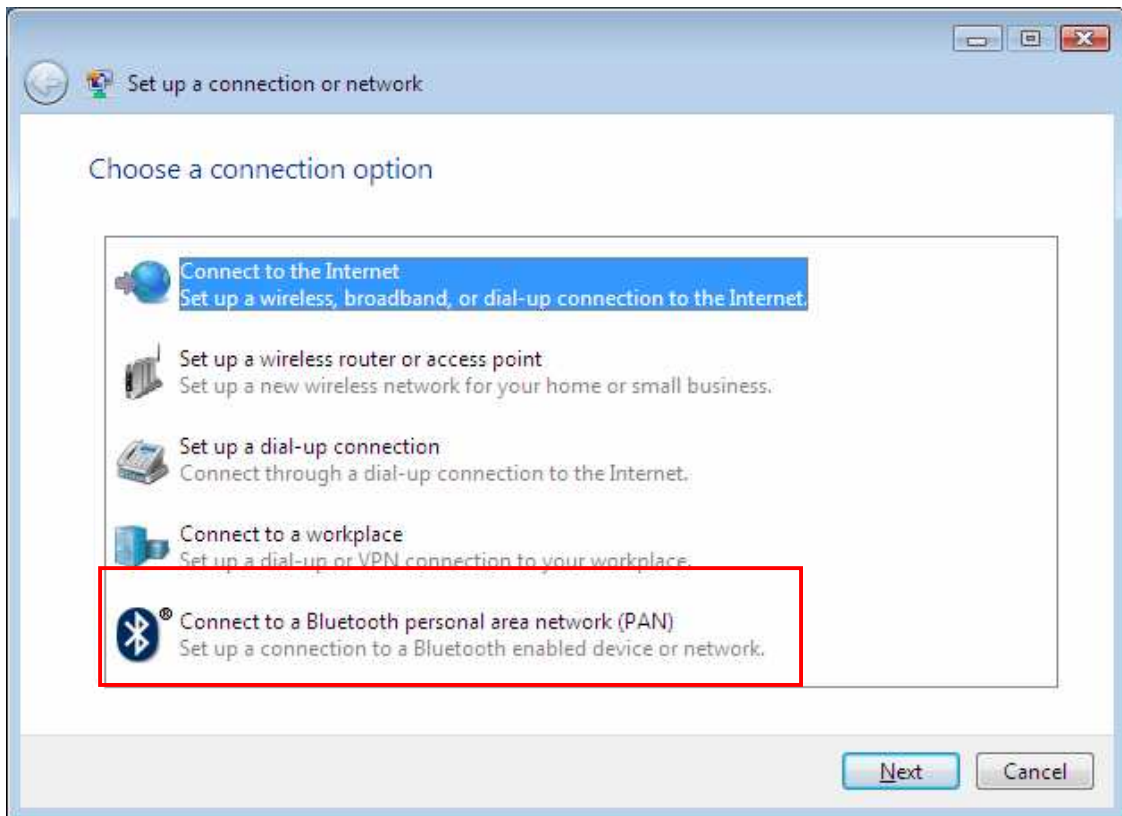 Set up a connection or network
Choose a connection option
Connect to the Internet
Set up a wireless, broadband, or dial-up connection to the Internet.
Set up a wireless router or access point
Set up a new wireless network for your home or small business.
Set up a dial-up connection
Connect through a dial-up connection to the Internet.
Connect to a workplace
Set up a dial-up or VPN connection to your workplace.
® Connect to a Bluetooth personal area network (PAN)
Set up a connection to a Bluetooth enabled device or network.
Next Cancel